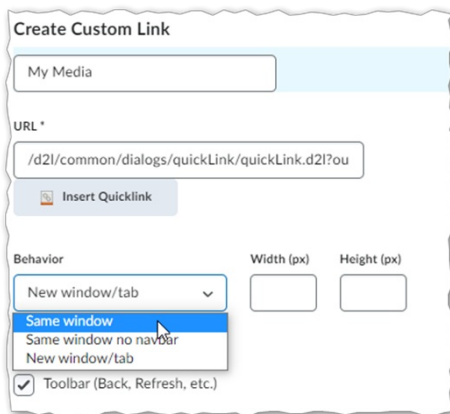 Create Custom Link
My Media
URL *
/d2l/common/dialogs/quickLink/quickLink.d2l?ou
Insert Quicklink
Behavior Width (px) Height (px)
New window/tab
Same window
Same window no navbar
New window/tab
Toolbar (Back, Refresh, etc.)